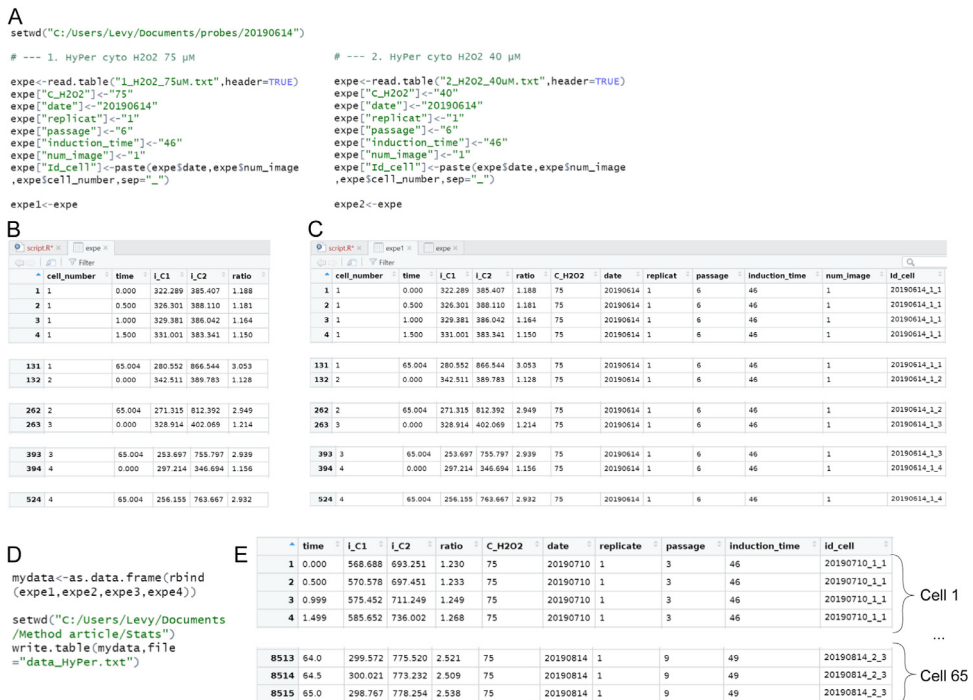 A
setwd("C:/Users/Levy/Documents/probes/20190614")
# --- 1. HyPer cyto H2O2 75 µM
expe<-read.table("1_H2O2_75uM.txt",header=TRUE)
expe["C_H2O2"]<-"75"
expe["date"]<-"20190614"
expe["replicat"]<-"1"
expe["passage"]<-"6"
expe["induction_time"]<-"46"
expe["num_image"]<-"1"
expe["Id_cell"]<-paste(expe$date,expe$num_image
,expe$cell_number,sep="_")
expe1<-expe
# --- 2. HyPer cyto H2O2 40 µM
expe<-read.table("2_H2O2_40uM.txt",header=TRUE)
expe["C_H2O2"]<-"40"
expe["date"]<-"20190614"
expe["replicat"]<-"1"
expe["passage"]<-"6"
expe["induction_time"]<-"46"
expe["num_image"]<-"1"
expe["Id_cell"]<-paste(expe$date,expe$num_image
,expe$cell_number,sep="_")
expe2<-expe
B
script.R* × expe ×
Filter
cell_number time i_C1 i_C2 ratio
1 1 0.000 322.289 385.407 1.188
2 1 0.500 326.301 388.110 1.181
3 1 1.000 329.381 386.042 1.164
4 1 1.500 331.001 383.341 1.150
131 1 65.004 280.552 866.544 3.053
132 2 0.000 342.511 389.783 1.128
262 2 65.004 271.315 812.392 2.949
263 3 0.000 328.914 402.069 1.214
393 3 65.004 253.697 755.797 2.939
394 4 0.000 297.214 346.694 1.156
524 4 65.004 256.155 763.667 2.932
C
script.R* × expe1 × expe ×
Filter
cell_number time i_C1 i_C2 ratio C_H2O2 date replicat passage induction_time num_image Id_cell
1 1 0.000 322.289 385.407 1.188 75 20190614 1 6 46 1 20190614_1_1
2 1 0.500 326.301 388.110 1.181 75 20190614 1 6 46 1 20190614_1_1
3 1 1.000 329.381 386.042 1.164 75 20190614 1 6 46 1 20190614_1_1
4 1 1.500 331.001 383.341 1.150 75 20190614 1 6 46 1 20190614_1_1
131 1 65.004 280.552 866.544 3.053 75 20190614 1 6 46 1 20190614_1_1
132 2 0.000 342.511 389.783 1.128 75 20190614 1 6 46 1 20190614_1_2
262 2 65.004 271.315 812.392 2.949 75 20190614 1 6 46 1 20190614_1_2
263 3 0.000 328.914 402.069 1.214 75 20190614 1 6 46 1 20190614_1_3
393 3 65.004 253.697 755.797 2.939 75 20190614 1 6 46 1 20190614_1_3
394 4 0.000 297.214 346.694 1.156 75 20190614 1 6 46 1 20190614_1_4
524 4 65.004 256.155 763.667 2.932 75 20190614 1 6 46 1 20190614_1_4
D
mydata<-as.data.frame(rbind
(expe1,expe2,expe3,expe4))
setwd("C:/Users/Levy/Documents
/Method article/Stats")
write.table(mydata,file
="data_HyPer.txt")
E
time i_C1 i_C2 ratio C_H2O2 date replicate passage induction_time id_cell
1 0.000 568.688 693.251 1.230 75 20190710 1 3 46 20190710_1_1
2 0.500 570.578 697.451 1.233 75 20190710 1 3 46 20190710_1_1
3 0.999 575.452 711.249 1.249 75 20190710 1 3 46 20190710_1_1
4 1.499 585.652 736.002 1.268 75 20190710 1 3 46 20190710_1_1
Cell 1
...
8513 64.0 299.572 775.520 2.521 75 20190814 1 9 49 20190814_2_3
8514 64.5 300.021 773.232 2.509 75 20190814 1 9 49 20190814_2_3
8515 65.0 298.767 778.254 2.538 75 20190814 1 9 49 20190814_2_3
Cell 65